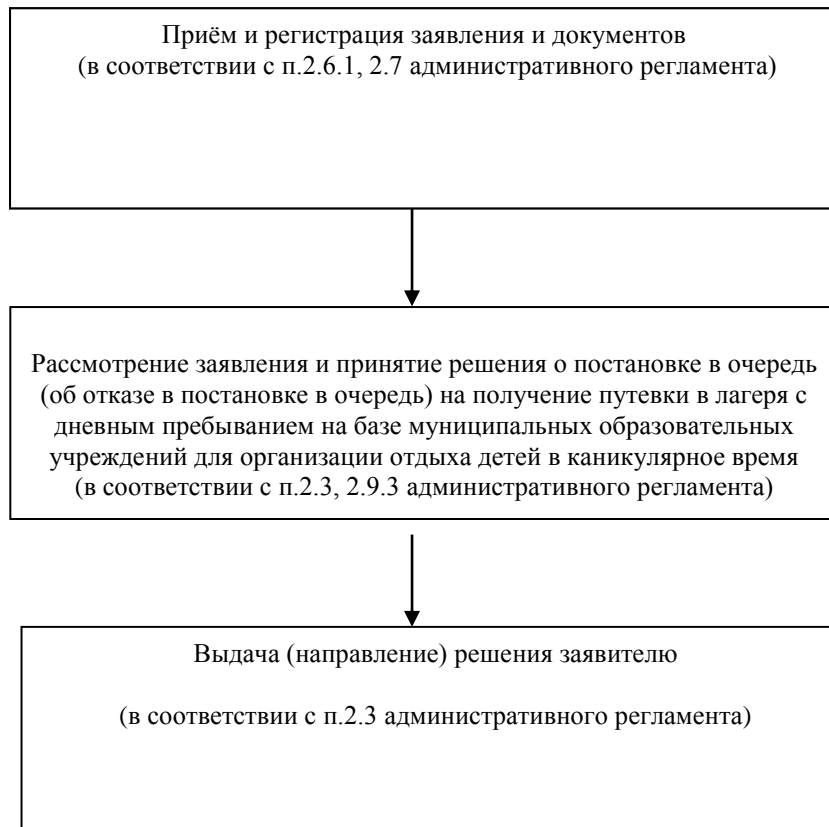 Приём и регистрация заявления и документов
(в соответствии с п.2.6.1, 2.7 административного регламента)
Рассмотрение заявления и принятие решения о постановке в очередь
(об отказе в постановке в очередь) на получение путевки в лагеря с
дневным пребыванием на базе муниципальных образовательных
учреждений для организации отдыха детей в каникулярное время
(в соответствии с п.2.3, 2.9.3 административного регламента)
Выдача (направление) решения заявителю
(в соответствии с п.2.3 административного регламента)